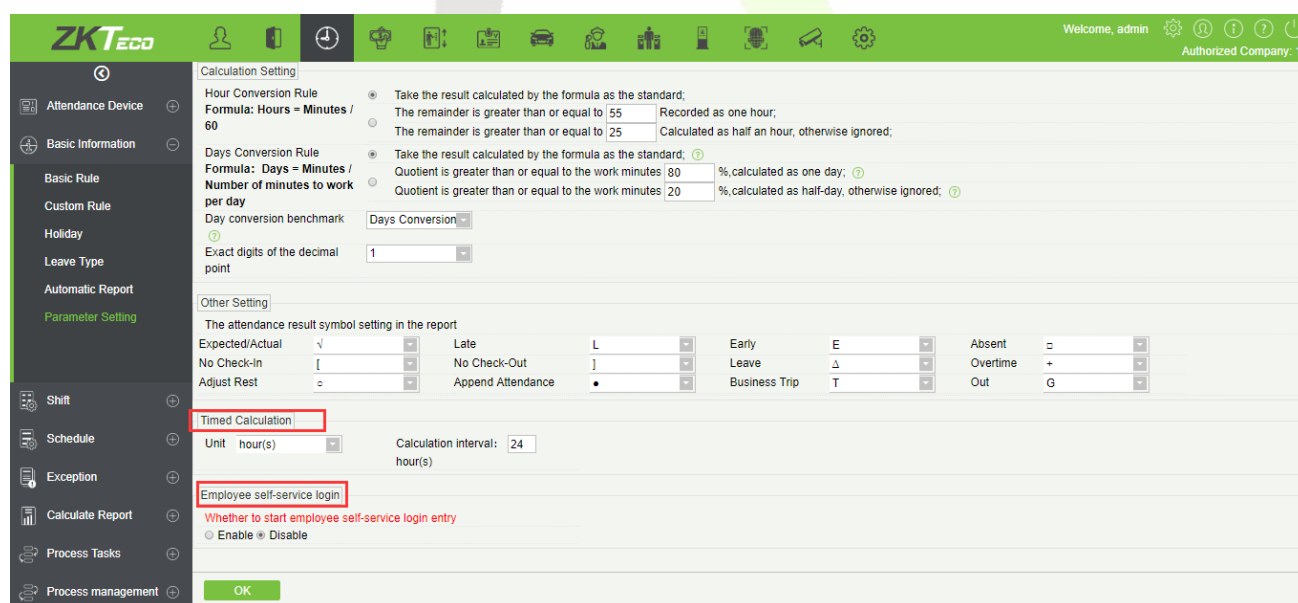 ZKTECO
Welcome, admin
Authorized Company:
Attendance Device
Basic Information
Basic Rule
Custom Rule
Holiday
Leave Type
Automatic Report
Parameter Setting
Shift
Schedule
Exception
Calculate Report
Process Tasks
Process management
Calculation Setting
Hour Conversion Rule
Formula: Hours = Minutes /
60
Take the result calculated by the formula as the standard;
The remainder is greater than or equal to 55 Recorded as one hour;
The remainder is greater than or equal to 25 Calculated as half an hour, otherwise ignored;
Days Conversion Rule
Formula: Days = Minutes /
Number of minutes to work
per day
Take the result calculated by the formula as the standard; ?
Quotient is greater than or equal to the work minutes 80 %,calculated as one day; ?
Quotient is greater than or equal to the work minutes 20 %,calculated as half-day, otherwise ignored; ?
Day conversion benchmark Days Conversion
?
Exact digits of the decimal 1
point
Other Setting
The attendance result symbol setting in the report
Expected/Actual √ Late L Early E Absent □
No Check-In [ No Check-Out ] Leave Δ Overtime +
Adjust Rest ○ Append Attendance ● Business Trip T Out G
Timed Calculation
Unit hour(s) Calculation interval: 24
hour(s)
Employee self-service login
Whether to start employee self-service login entry
Enable Disable
OK